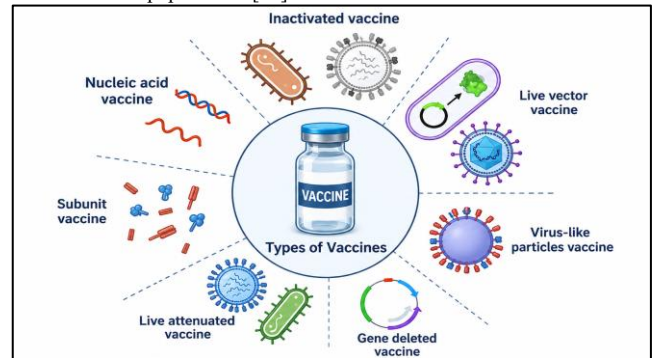 Inactivated vaccine
Nucleic acid
vaccine
Live vector
vaccine
VACCINE
Subunit
vaccine
Virus-like
particles vaccine
Types of Vaccines
Live attenuated
vaccine
Gene deleted
vaccine